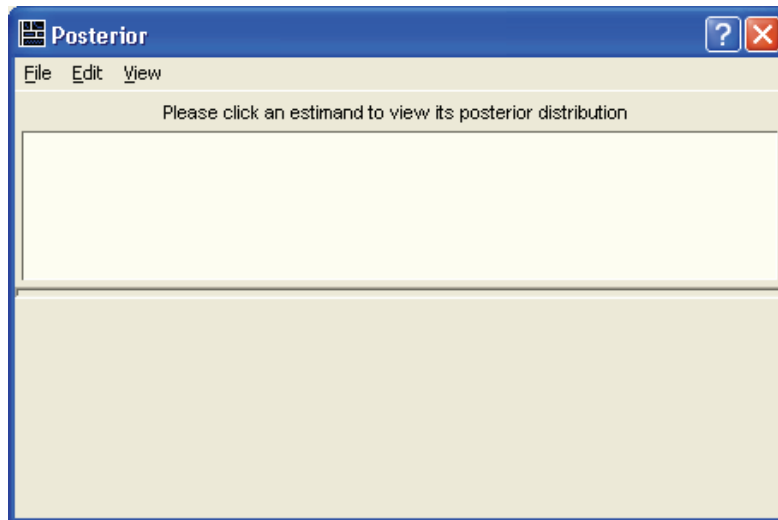 Posterior
File Edit View
Please click an estimand to view its posterior distribution